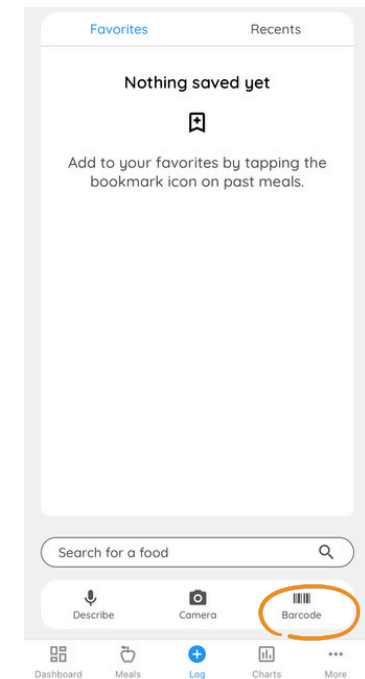 Favorites Recents
Nothing saved yet
Add to your favorites by tapping the
bookmark icon on past meals.
Search for a food
Describe Camera Barcode
Dashboard Meals Log Charts More